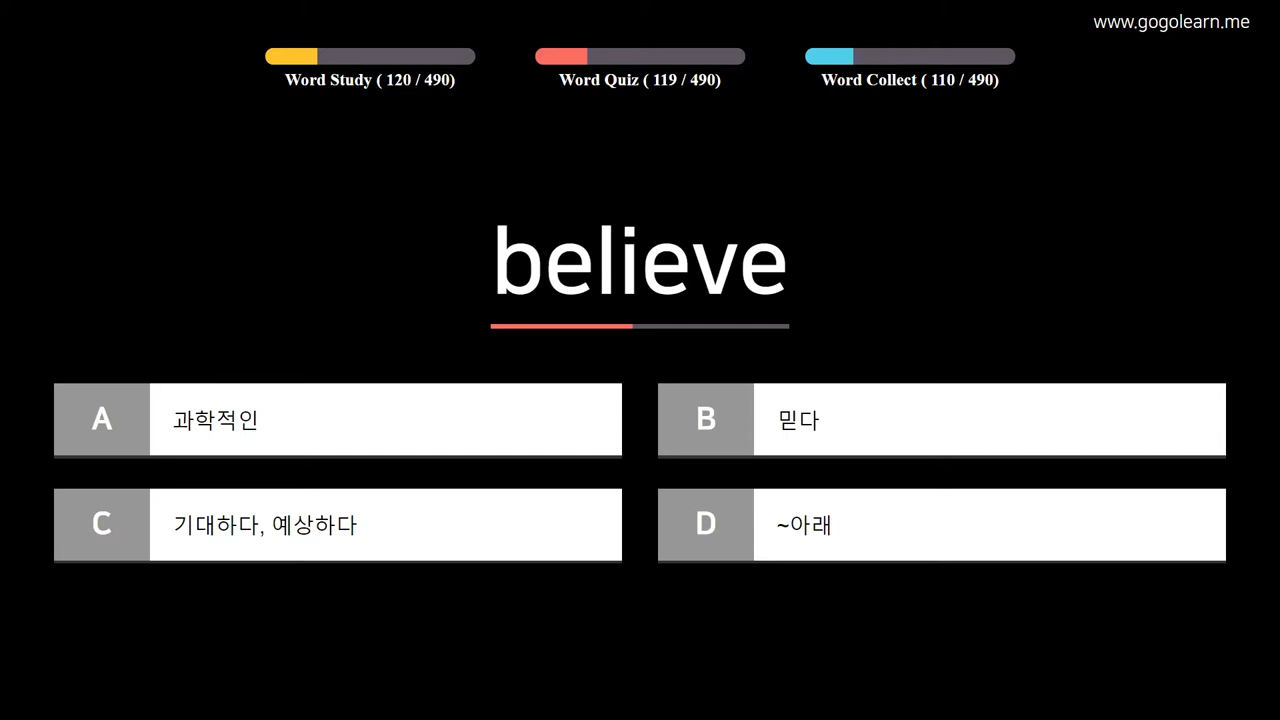 www.gogolearn.me
Word Study ( 120 / 490)
Word Quiz ( 119 / 490)
Word Collect ( 110 / 490)
believe
A 과학적인
B 믿다
C 기대하다, 예상하다
D ~아래